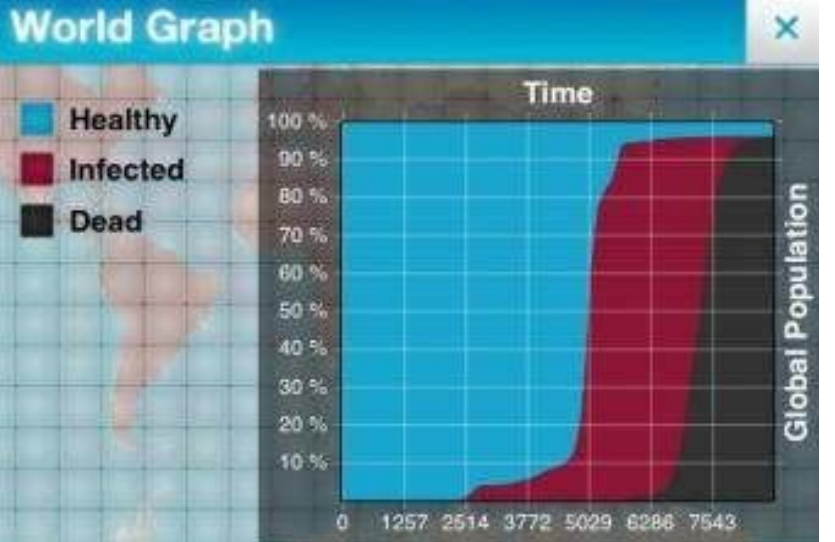 World Graph
×
Healthy
Infected
Dead
Time
100 %
90 %
80 %
70 %
60 %
50 %
40 %
30 %
20 %
10 %
0 1257 2514 3772 5029 6286 7543
Global Population